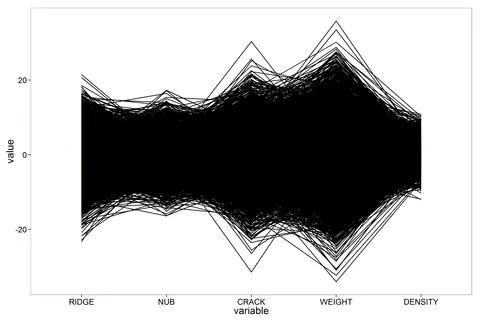 value
20
0
-20
RIDGE NUB CRACK WEIGHT DENSITY
variable